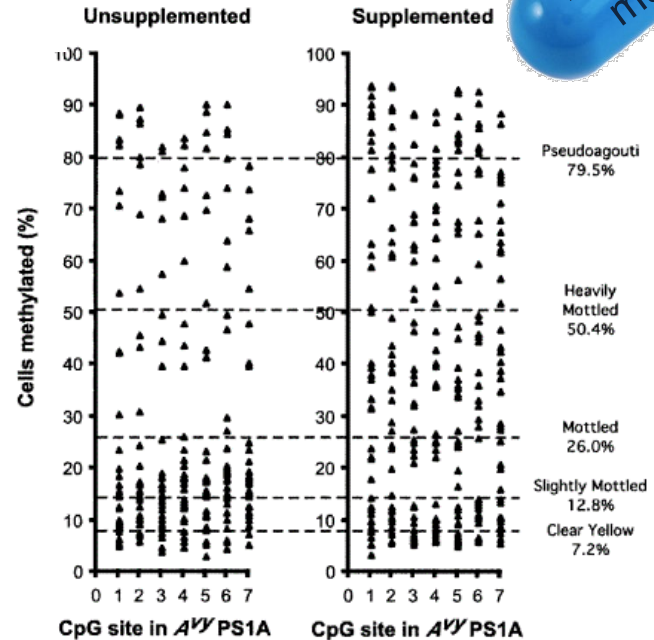 Unsupplemented
Supplemented
100
90
80
70
60
50
40
30
20
10
0
Cells methylated (%)
0 1 2 3 4 5 6 7
CpG site in Avy PS1A
100
90
80
70
60
50
40
30
20
10
0
0 1 2 3 4 5 6 7
CpG site in Avy PS1A
Pseudoagouti
79.5%
Heavily
Mottled
50.4%
Mottled
26.0%
Slightly Mottled
12.8%
Clear Yellow
7.2%